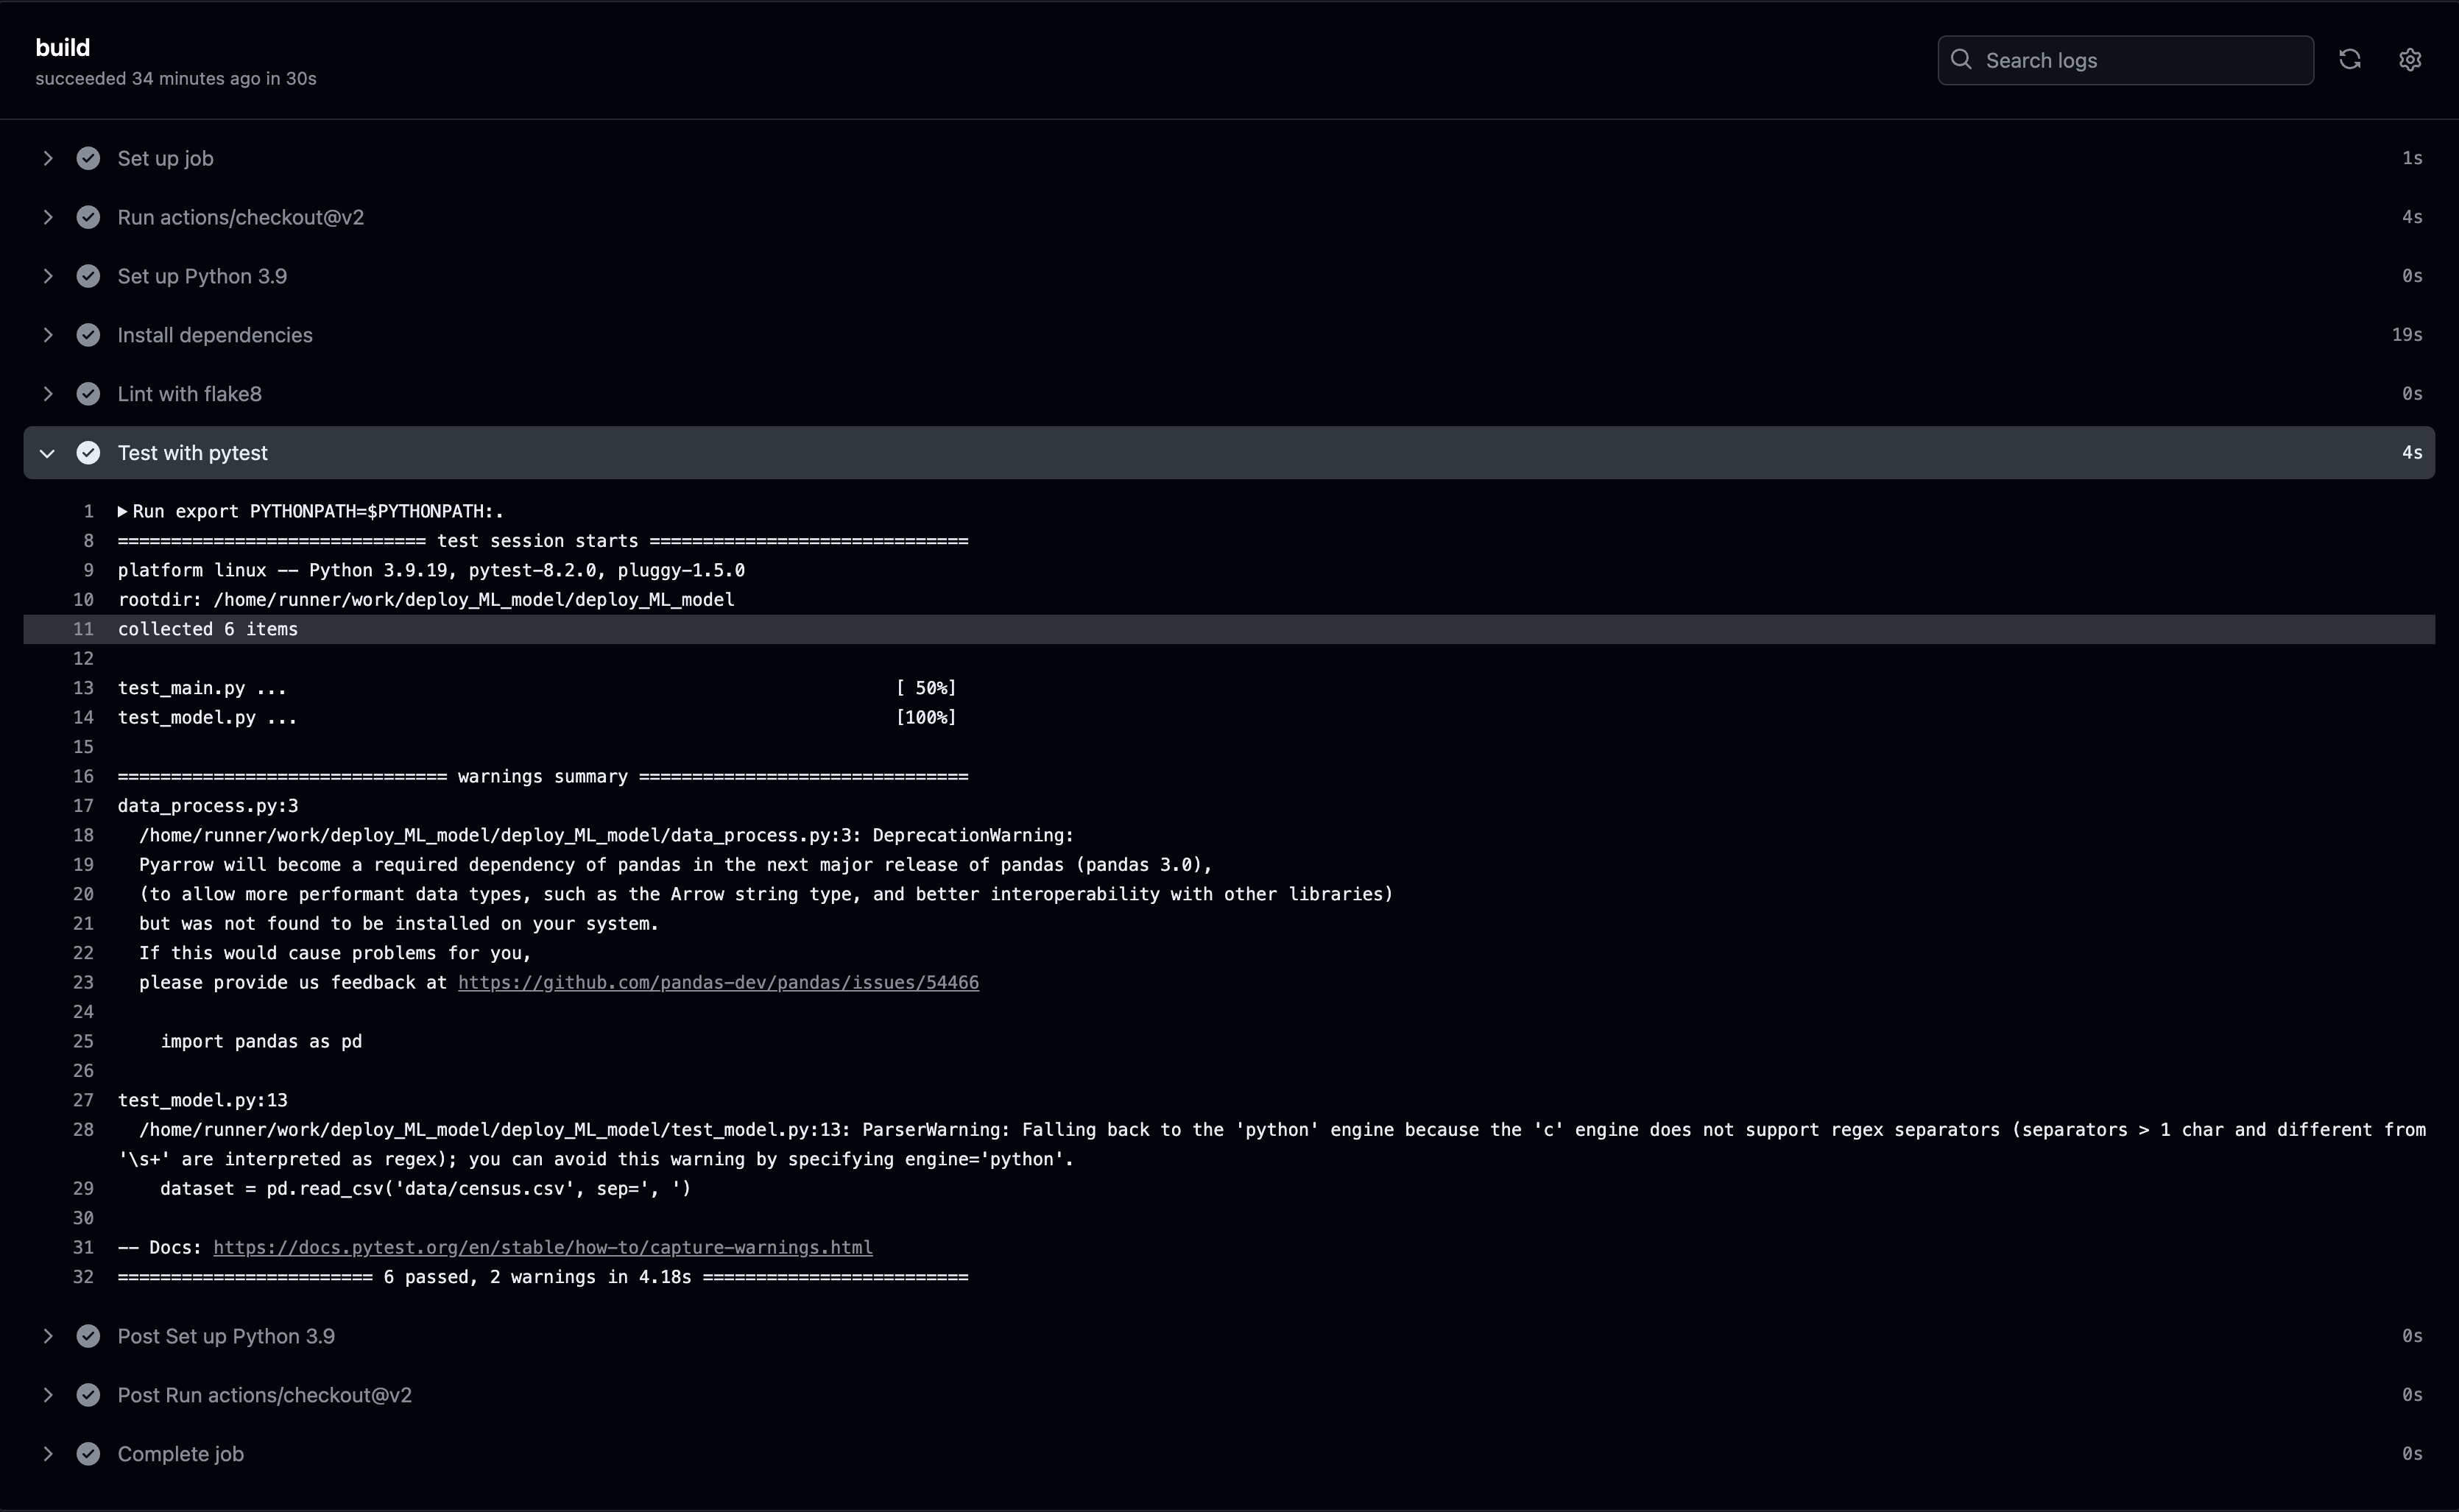 build
succeeded 34 minutes ago in 30s
Search logs
Set up job 1s
Run actions/checkout@v2 4s
Set up Python 3.9 0s
Install dependencies 19s
Lint with flake8 0s
Test with pytest 4s
1 Run export PYTHONPATH=$PYTHONPATH:.
8 ============================= test session starts ==============================
9 platform linux -- Python 3.9.19, pytest-8.2.0, pluggy-1.5.0
10 rootdir: /home/runner/work/deploy_ML_model/deploy_ML_model
11 collected 6 items
12
13 test_main.py ... [ 50%]
14 test_model.py ... [100%]
15
16 =============================== warnings summary ===============================
17 data_process.py:3
18 /home/runner/work/deploy_ML_model/deploy_ML_model/data_process.py:3: DeprecationWarning:
19 Pyarrow will become a required dependency of pandas in the next major release of pandas (pandas 3.0),
20 (to allow more performant data types, such as the Arrow string type, and better interoperability with other libraries)
21 but was not found to be installed on your system.
22 If this would cause problems for you,
23 please provide us feedback at https://github.com/pandas-dev/pandas/issues/54466
24
25 import pandas as pd
26
27 test_model.py:13
28 /home/runner/work/deploy_ML_model/deploy_ML_model/test_model.py:13: ParserWarning: Falling back to the 'python' engine because the 'c' engine does not support regex separators (separators > 1 char and different from
'\s+' are interpreted as regex); you can avoid this warning by specifying engine='python'.
29 dataset = pd.read_csv('data/census.csv', sep=', ')
30
31 -- Docs: https://docs.pytest.org/en/stable/how-to/capture-warnings.html
32 ======================== 6 passed, 2 warnings in 4.18s =========================
Post Set up Python 3.9 0s
Post Run actions/checkout@v2 0s
Complete job 0s